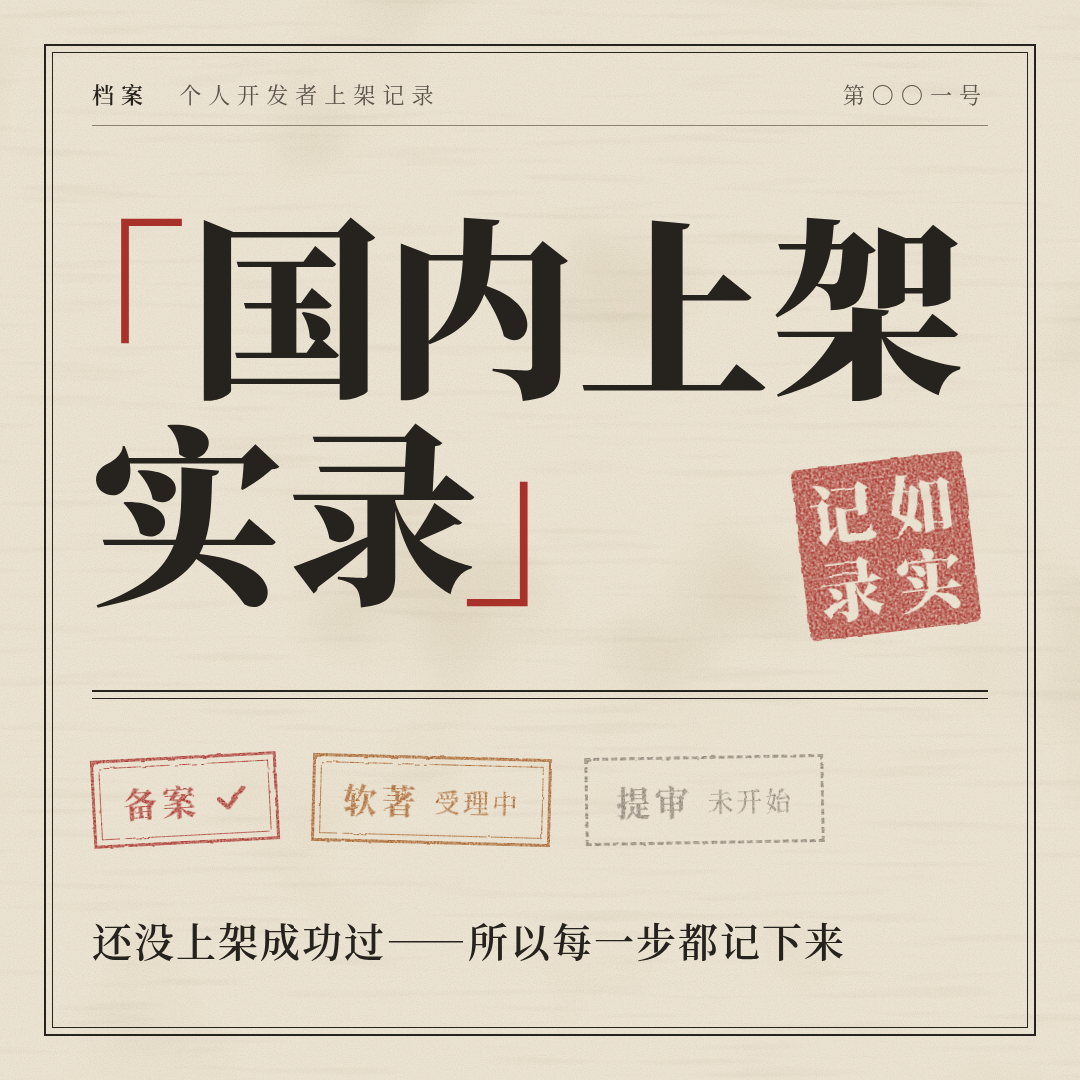 档案 个人开发者上架记录 第〇〇一号
「国内上架
实录」
如实
记录
备案 ✓ 软著 受理中 提审 未开始
还没上架成功过——所以每一步都记下来